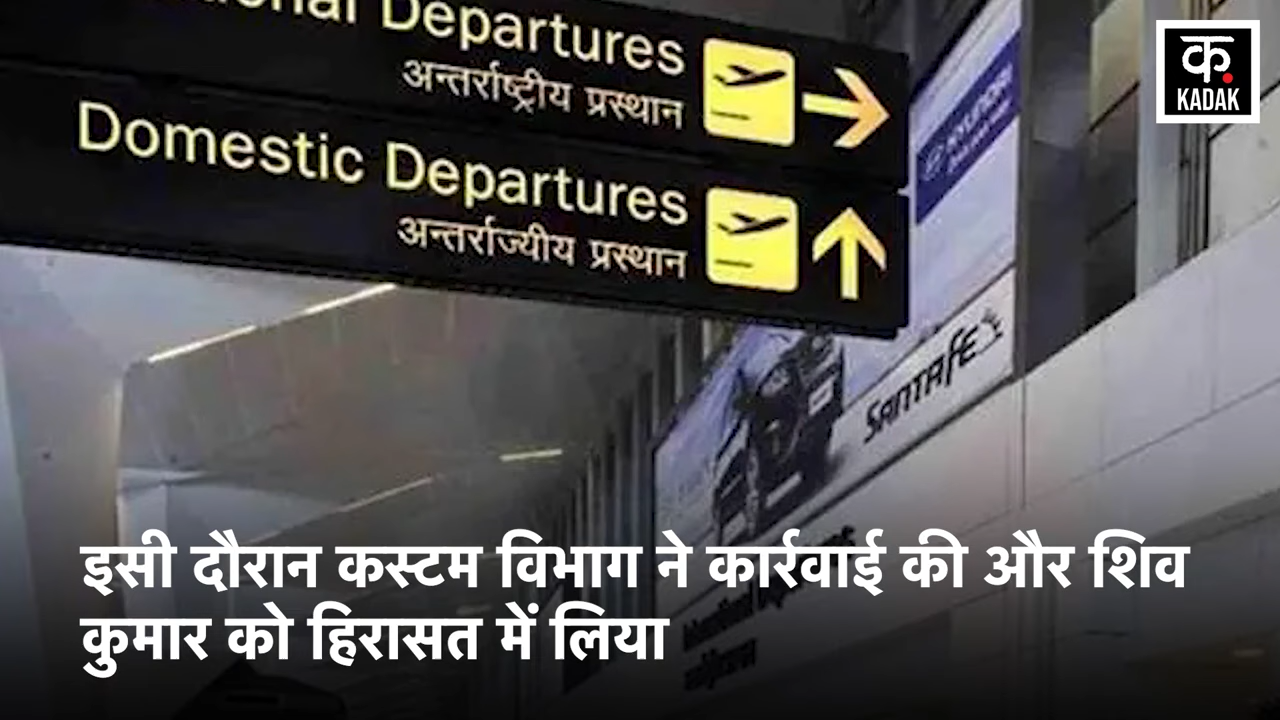 Departures
अन्तर्राष्ट्रीय प्रस्थान
Domestic Departures
अन्तर्राज्यीय प्रस्थान
क
KADAK
SANTAFE
इसी दौरान कस्टम विभाग ने कार्रवाई की और शिव
कुमार को हिरासत में लिया